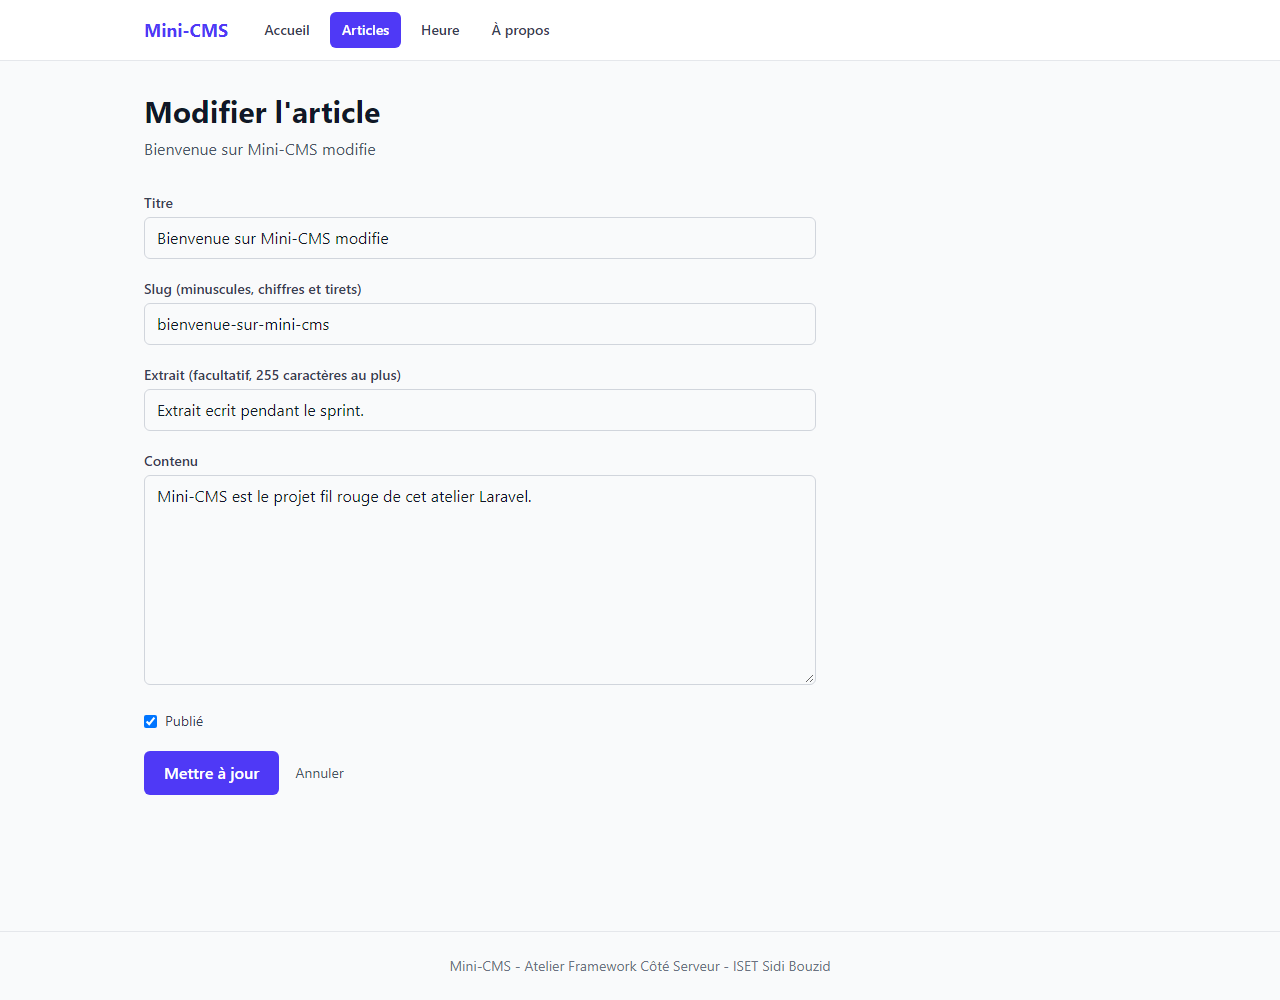 Mini-CMS Accueil Articles Heure À propos
Modifier l'article
Bienvenue sur Mini-CMS modifie
Titre
Bienvenue sur Mini-CMS modifie
Slug (minuscules, chiffres et tirets)
bienvenue-sur-mini-cms
Extrait (facultatif, 255 caractères au plus)
Extrait ecrit pendant le sprint.
Contenu
Mini-CMS est le projet fil rouge de cet atelier Laravel.
Publié
Mettre à jour Annuler
Mini-CMS - Atelier Framework Côté Serveur - ISET Sidi Bouzid